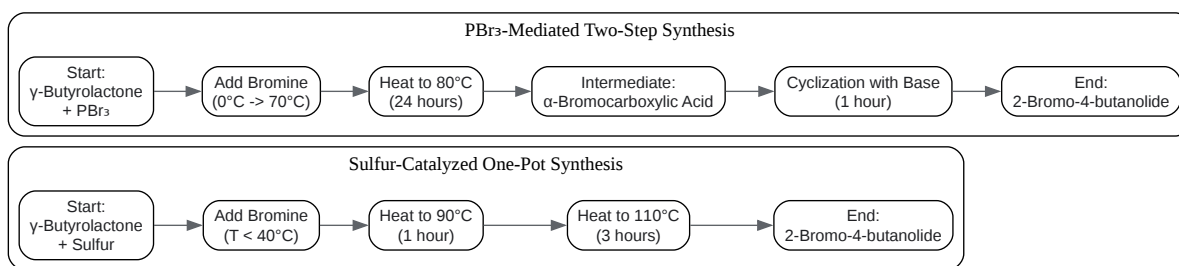 PBr₃-Mediated Two-Step Synthesis
Start:
γ-Butyrolactone
+ PBr₃
Add Bromine
(0°C -> 70°C)
Heat to 80°C
(24 hours)
Intermediate:
α-Bromocarboxylic Acid
Cyclization with Base
(1 hour)
End:
2-Bromo-4-butanolide
Sulfur-Catalyzed One-Pot Synthesis
Start:
γ-Butyrolactone
+ Sulfur
Add Bromine
(T < 40°C)
Heat to 90°C
(1 hour)
Heat to 110°C
(3 hours)
End:
2-Bromo-4-butanolide